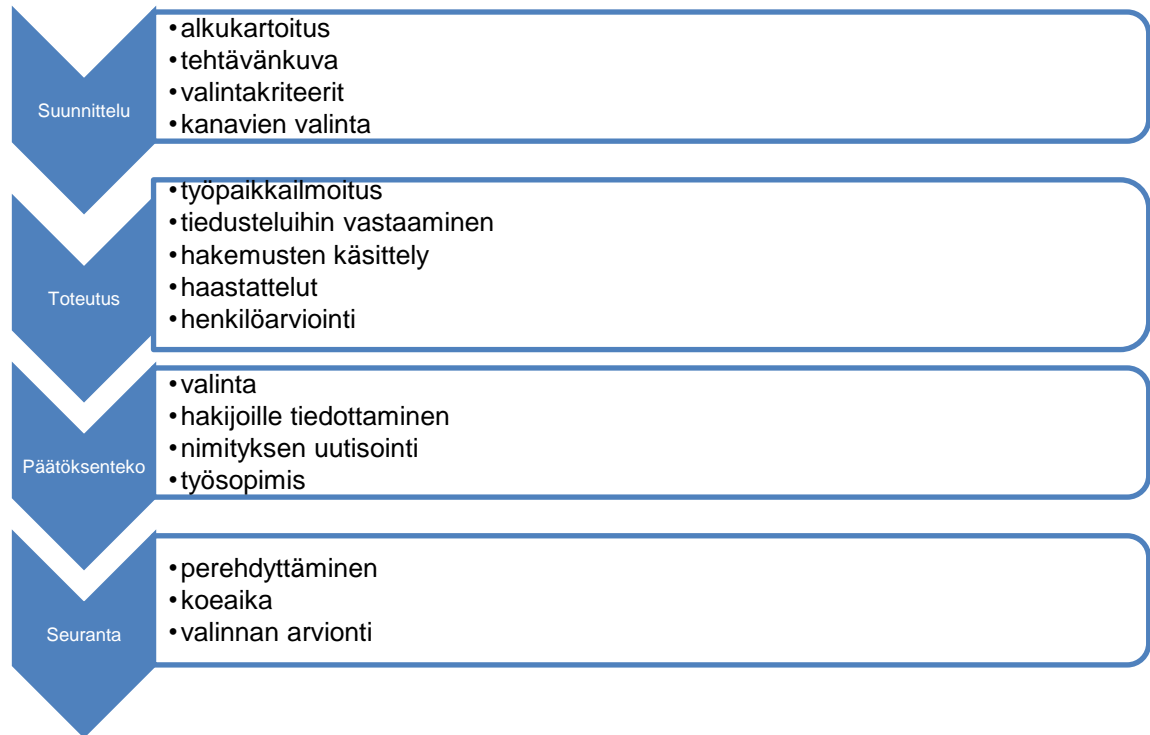 Suunnittelu
•alkukartoitus
•tehtävänkuva
•valintakriteerit
•kanavien valinta
Toteutus
•työpaikkailmoitus
•tiedusteluihin vastaaminen
•hakemusten käsittely
•haastattelut
•henkilöarviointi
Päätöksenteko
•valinta
•hakijoille tiedottaminen
•nimityksen uutisointi
•työsopimis
Seuranta
•perehdyttäminen
•koeaika
•valinnan arvionti